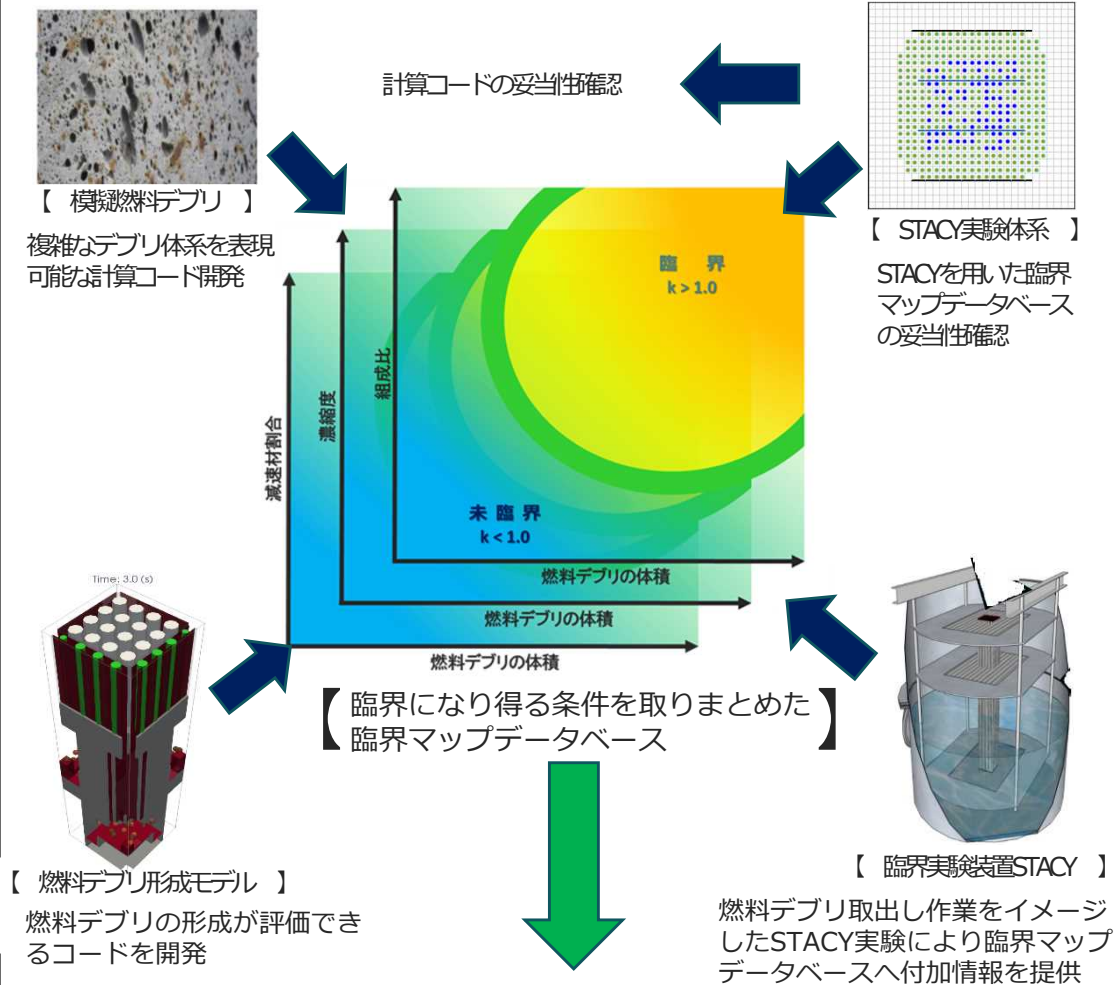 計算コードの妥当性確認
【 模擬燃料デブリ 】
複雑なデブリ体系を表現
可能な計算コード開発
【 STACY実験体系 】
STACYを用いた臨界
マップデータベース
の妥当性確認
臨 界
k > 1.0
組成比
濃縮度
減速材割合
未 臨 界
k < 1.0
燃料デブリの体積
燃料デブリの体積
燃料デブリの体積
【臨界になり得る条件を取りまとめた
臨界マップデータベース】
Time: 3.0 (s)
【 燃料デブリ形成モデル 】
燃料デブリの形成が評価でき
るコードを開発
【 臨界実験装置STACY 】
燃料デブリ取出し作業をイメージ
したSTACY実験により臨界マップ
データベースへ付加情報を提供